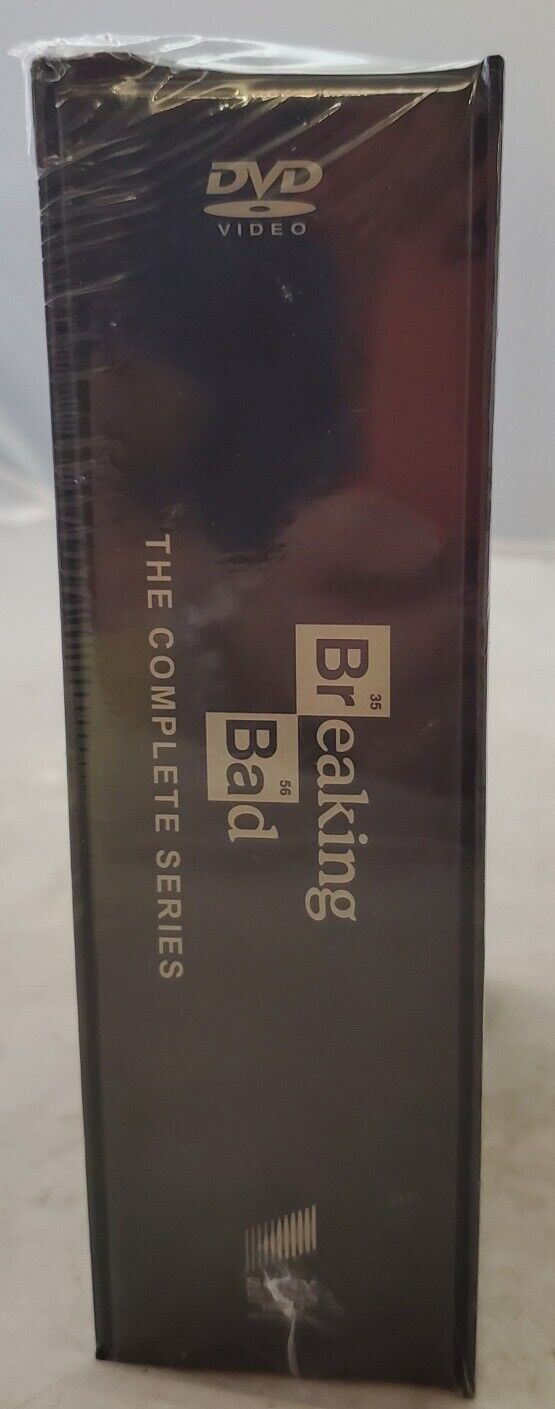 DVD
VIDEO
35
Breaking
56
Bad
THE COMPLETE SERIES